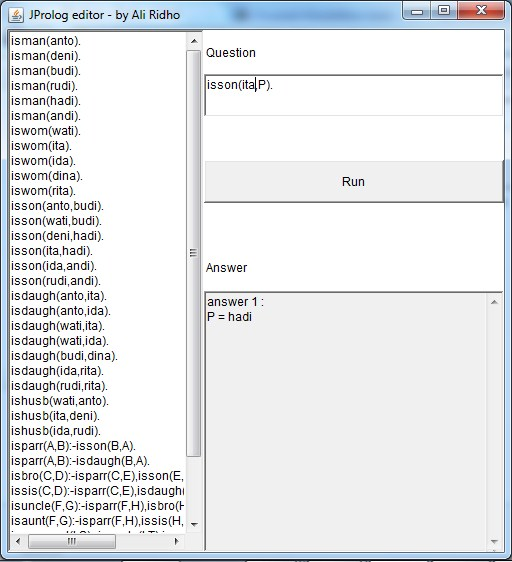 JProlog editor - by Ali Ridho
isman(anto).
isman(deni).
isman(budi).
isman(rudi).
isman(hadi).
isman(andi).
iswom(wati).
iswom(ita).
iswom(ida).
iswom(dina).
iswom(rita).
isson(anto,budi).
isson(wati,budi).
isson(deni,hadi).
isson(ita,hadi).
isson(ida,andi).
isson(rudi,andi).
isdaugh(anto,ita).
isdaugh(anto,ida).
isdaugh(wati,ita).
isdaugh(wati,ida).
isdaugh(budi,dina).
isdaugh(ida,rita).
isdaugh(rudi,rita).
ishusb(wati,anto).
ishusb(ita,deni).
ishusb(ida,rudi).
isparr(A,B):-isson(B,A).
isparr(A,B):-isdaugh(B,A).
isbro(C,D):-isparr(C,E),isson(E,
issis(C,D):-isparr(C,E),isdaugh(
isuncle(F,G):-isparr(F,H),isbro(H
isaunt(F,G):-isparr(F,H),issis(H,
Question
isson(ita,P).
Run
Answer
answer 1 :
P = hadi